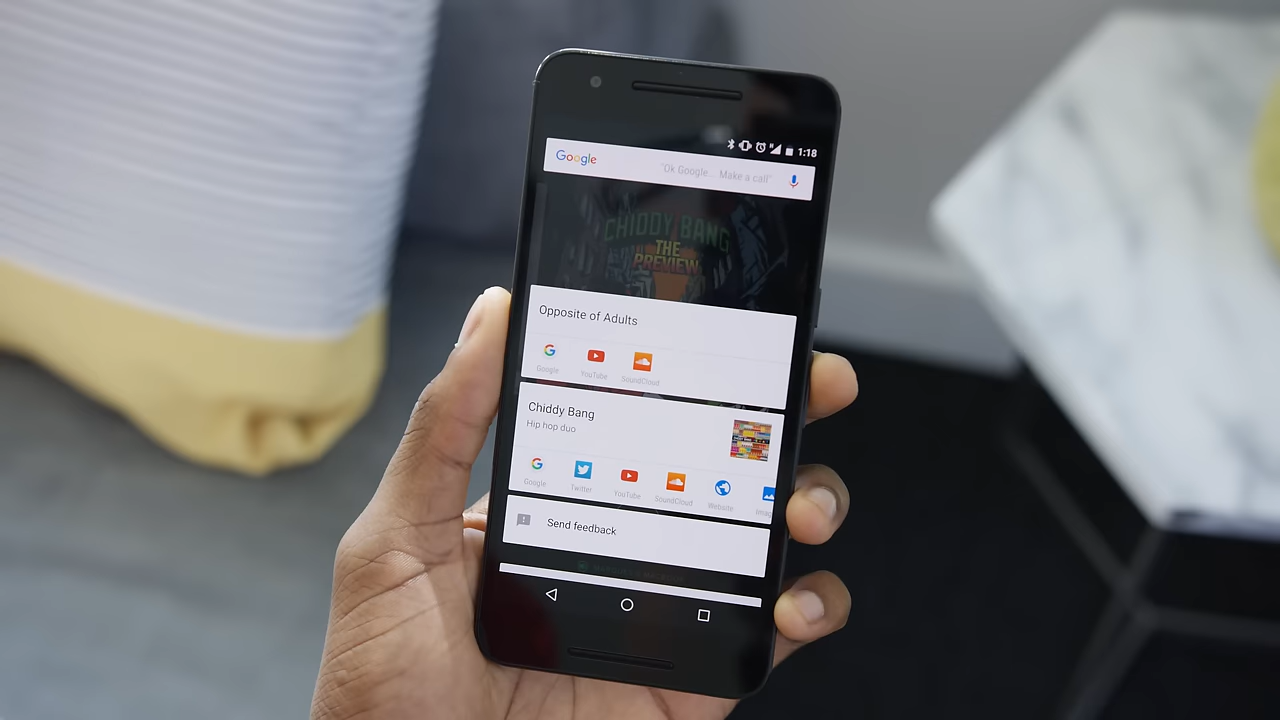 1:18
Google "Ok Google... Make a call"
CHIDDY BANG
THE
PREVIEW
Opposite of Adults
Google YouTube SoundCloud
Chiddy Bang
Hip hop duo
Google Twitter YouTube SoundCloud Website Imag
Send feedback